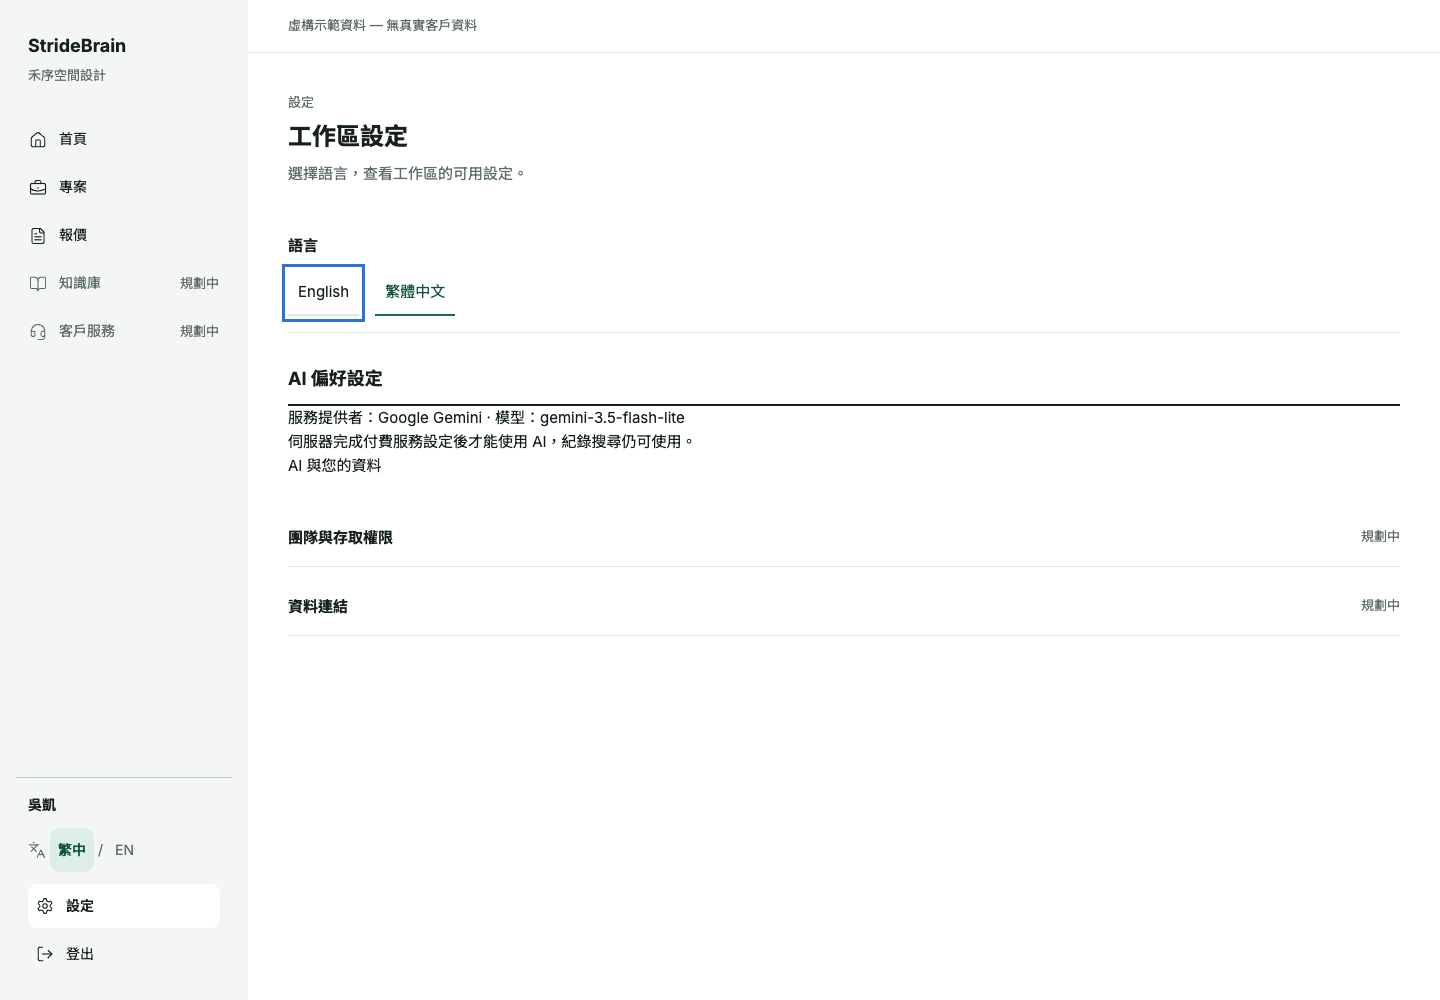 StrideBrain
禾序空間設計
首頁
專案
報價
知識庫 規劃中
客戶服務 規劃中
吳凱
繁中 / EN
設定
登出
虛構示範資料 — 無真實客戶資料
設定
工作區設定
選擇語言，查看工作區的可用設定。
語言
English 繁體中文
AI 偏好設定
服務提供者：Google Gemini · 模型：gemini-3.5-flash-lite
伺服器完成付費服務設定後才能使用 AI，紀錄搜尋仍可使用。
AI 與您的資料
團隊與存取權限 規劃中
資料連結 規劃中